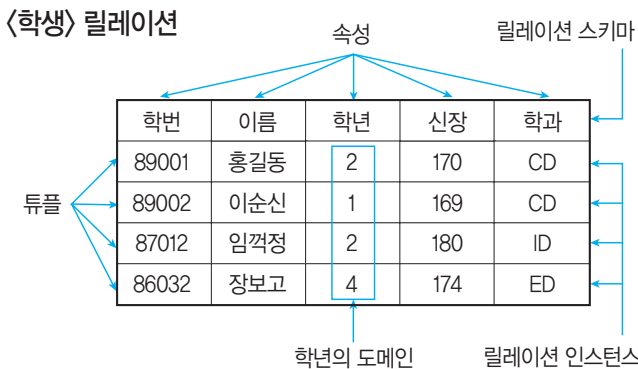 〈학생〉 릴레이션
속성
릴레이션 스키마
학번 이름 학년 신장 학과
89001 홍길동 2 170 CD
89002 이순신 1 169 CD
튜플
87012 임꺽정 2 180 ID
86032 장보고 4 174 ED
학년의 도메인
릴레이션 인스턴스